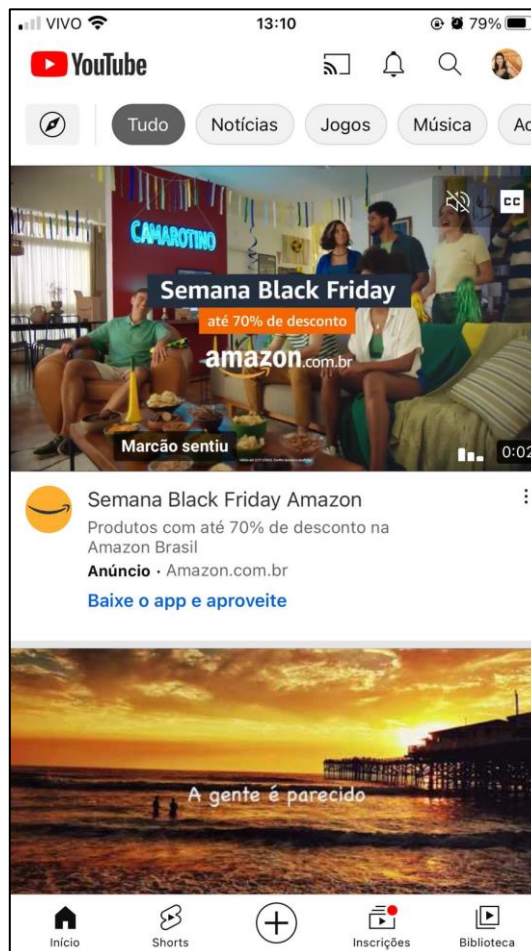 VIVO 13:10 79%
YouTube
Tudo Notícias Jogos Música
CC
CAMAROTINO
Semana Black Friday
até 70% de desconto
amazon.com.br
Marcão sentiu
0:02
Semana Black Friday Amazon
Produtos com até 70% de desconto na
Amazon Brasil
Anúncio · Amazon.com.br
Baixe o app e aproveite
A gente é parecido
Início Shorts Inscrições Biblioteca